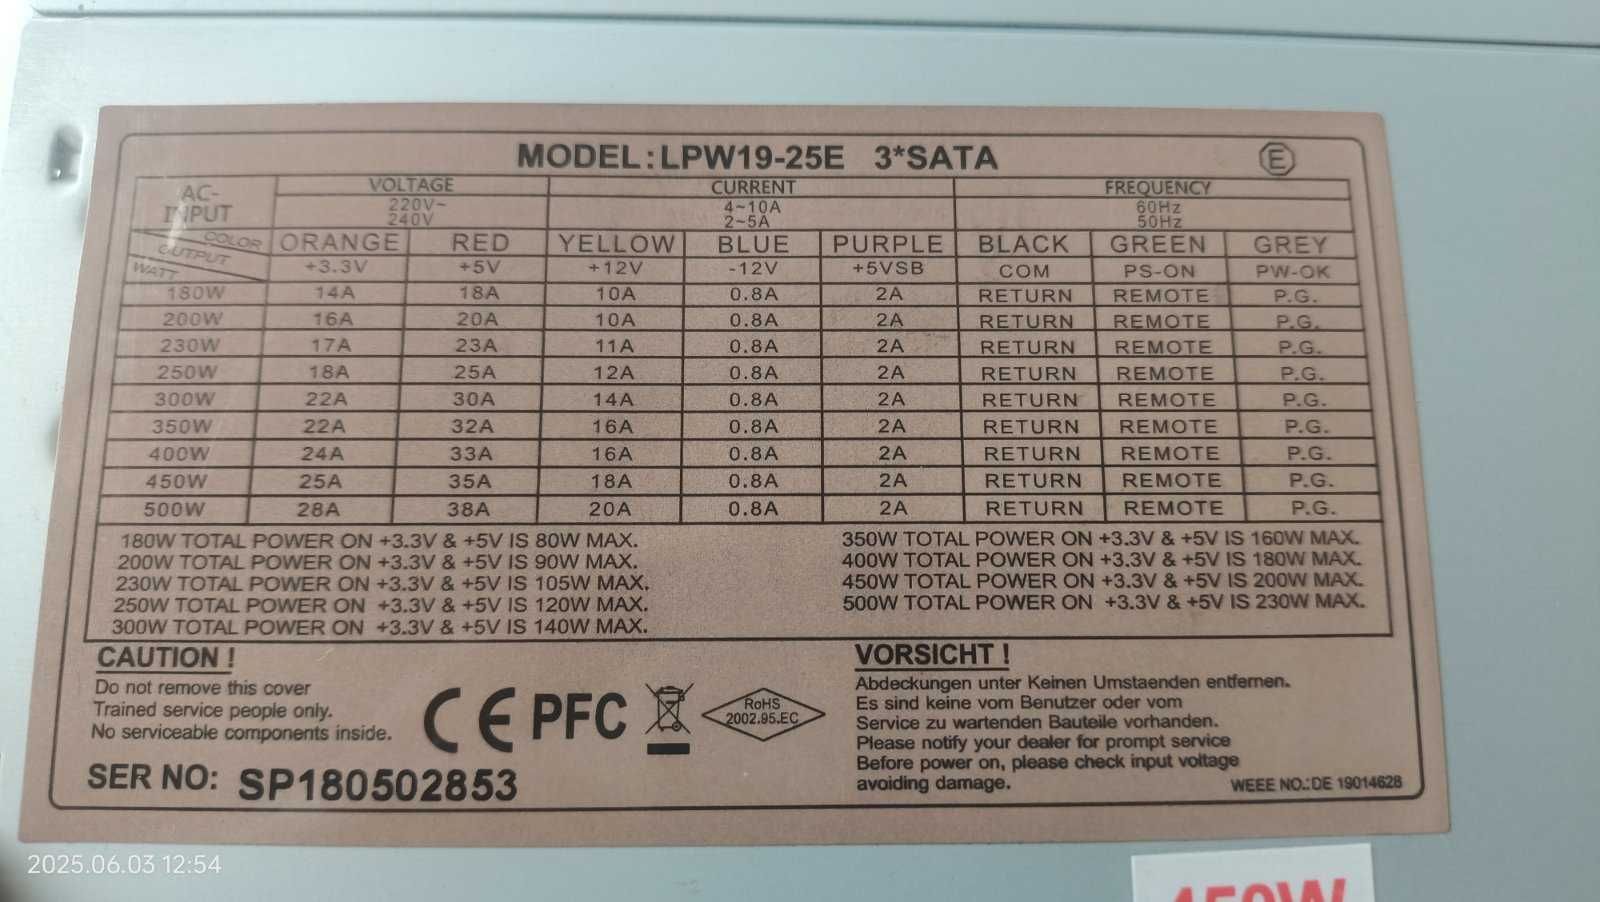 MODEL:LPW19-25E 3*SATA
E
AC-INPUT VOLTAGE CURRENT FREQUENCY
220V~ 4~10A 60Hz
240V 2~5A 50Hz
COLOR ORANGE RED YELLOW BLUE PURPLE BLACK GREEN GREY
OUTPUT
WATT +3.3V +5V +12V -12V +5VSB COM PS-ON PW-OK
180W 14A 18A 10A 0.8A 2A RETURN REMOTE P.G.
200W 16A 20A 10A 0.8A 2A RETURN REMOTE P.G.
230W 17A 23A 11A 0.8A 2A RETURN REMOTE P.G.
250W 18A 25A 12A 0.8A 2A RETURN REMOTE P.G.
300W 22A 30A 14A 0.8A 2A RETURN REMOTE P.G.
350W 22A 32A 16A 0.8A 2A RETURN REMOTE P.G.
400W 24A 33A 16A 0.8A 2A RETURN REMOTE P.G.
450W 25A 35A 18A 0.8A 2A RETURN REMOTE P.G.
500W 28A 38A 20A 0.8A 2A RETURN REMOTE P.G.
180W TOTAL POWER ON +3.3V & +5V IS 80W MAX.
200W TOTAL POWER ON +3.3V & +5V IS 90W MAX.
230W TOTAL POWER ON +3.3V & +5V IS 105W MAX.
250W TOTAL POWER ON +3.3V & +5V IS 120W MAX.
300W TOTAL POWER ON +3.3V & +5V IS 140W MAX.
350W TOTAL POWER ON +3.3V & +5V IS 160W MAX.
400W TOTAL POWER ON +3.3V & +5V IS 180W MAX.
450W TOTAL POWER ON +3.3V & +5V IS 200W MAX.
500W TOTAL POWER ON +3.3V & +5V IS 230W MAX.
CAUTION !
Do not remove this cover
Trained service people only.
No serviceable components inside.
CE PFC
RoHS
2002.95.EC
VORSICHT !
Abdeckungen unter Keinen Umstaenden entfernen.
Es sind keine vom Benutzer oder vom
Service zu wartenden Bauteile vorhanden.
Please notify your dealer for prompt service
Before power on, please check input voltage
avoiding damage.
WEEE NO.:DE 19014628
SER NO: SP180502853
2025.06.03 12:54
450W